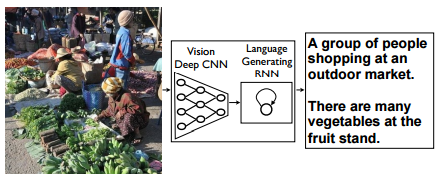 Vision
Deep CNN
Language
Generating
RNN
A group of people
shopping at an
outdoor market.
There are many
vegetables at the
fruit stand.